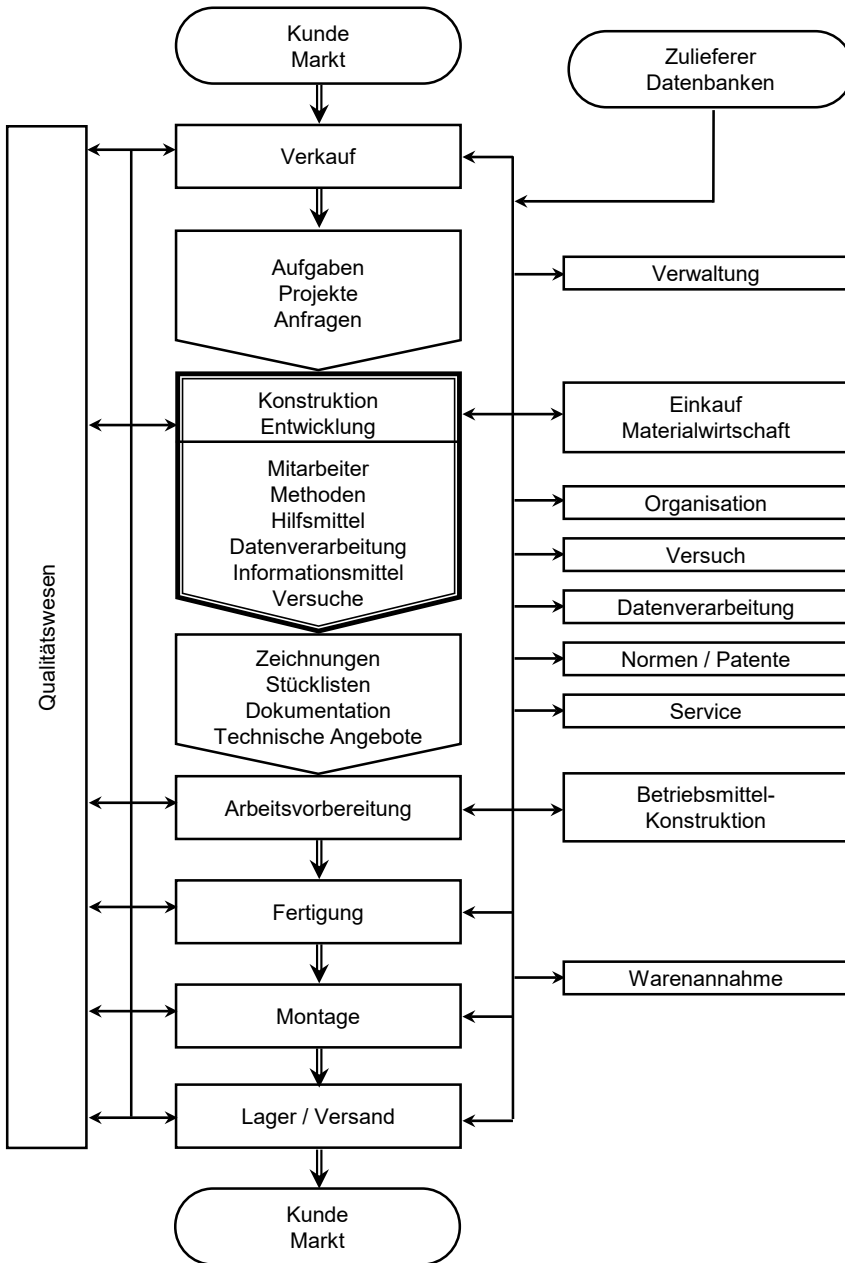 Kunde
Markt
Zulieferer
Datenbanken
Verkauf
Aufgaben
Projekte
Anfragen
Verwaltung
Konstruktion
Entwicklung
Einkauf
Materialwirtschaft
Mitarbeiter
Methoden
Hilfsmittel
Datenverarbeitung
Informationsmittel
Versuche
Organisation
Versuch
Datenverarbeitung
Normen / Patente
Service
Qualitätswesen
Zeichnungen
Stücklisten
Dokumentation
Technische Angebote
Arbeitsvorbereitung
Betriebsmittel-
Konstruktion
Fertigung
Warenannahme
Montage
Lager / Versand
Kunde
Markt